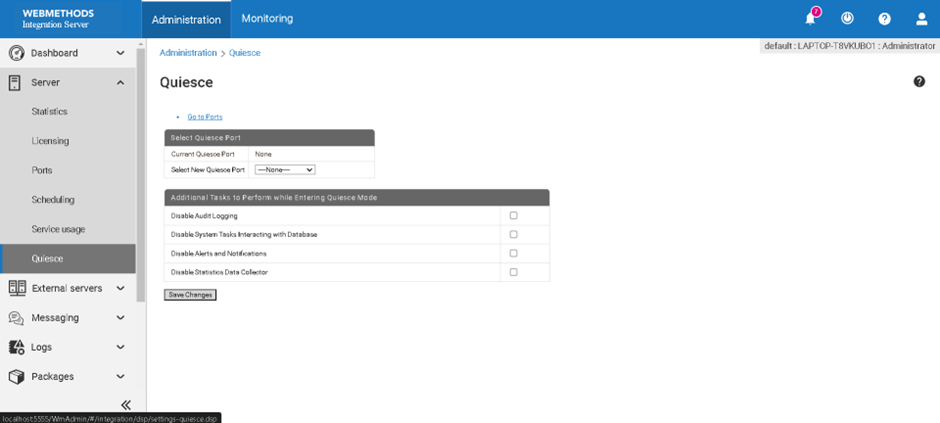 WEBMETHODS
Integration Server
Administration
Monitoring
7
?
default : LAPTOP-T8VKUBO1 : Administrator
Dashboard
Server
Statistics
Licensing
Ports
Scheduling
Service usage
Quiesce
External servers
Messaging
Logs
Packages
Administration > Quiesce
Quiesce
?
Go to Ports
Select Quiesce Port
Current Quiesce Port None
Select New Quiesce Port ---None---
Additional Tasks to Perform while Entering Quiesce Mode
Disable Audit Logging
Disable System Tasks Interacting with Database
Disable Alerts and Notifications
Disable Statistics Data Collector
Save Changes
localhost:5555/WmAdmin/#/integration/dsp/settings-quiesce.dsp